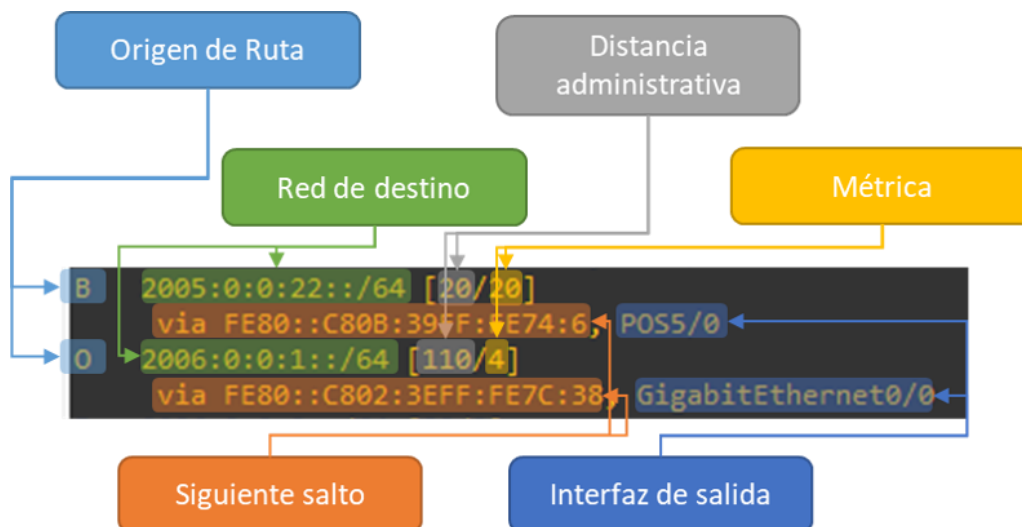 Origen de Ruta
Distancia
administrativa
Red de destino
Métrica
B 2005:0:0:22::/64 [20/20]
via FE80::C80B:39FF:FE74:6, POS5/0
O 2006:0:0:1::/64 [110/4]
via FE80::C802:3EFF:FE7C:38, GigabitEthernet0/0
Siguiente salto
Interfaz de salida